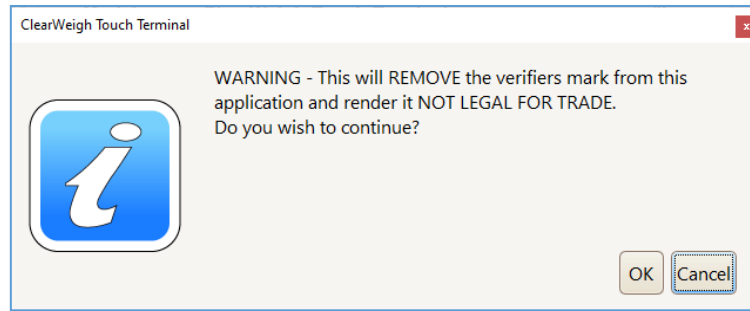 ClearWeigh Touch Terminal
x
WARNING - This will REMOVE the verifiers mark from this
application and render it NOT LEGAL FOR TRADE.
Do you wish to continue?
i
OK Cancel